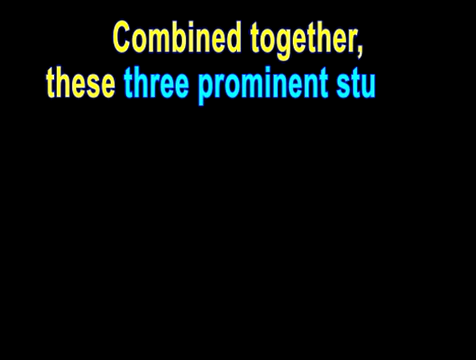 Combined together,
these three prominent stu